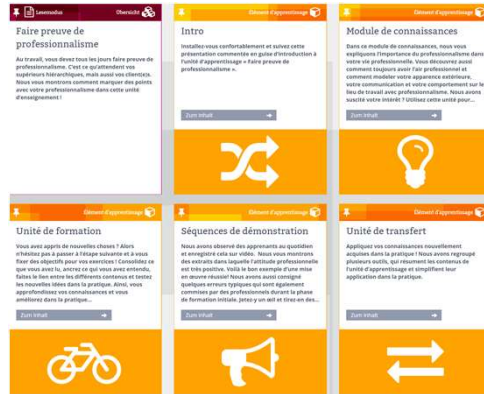 Lesemodus
Übersicht
Faire preuve de
professionnalisme
Au travail, vous devez tous les jours faire preuve de
professionnalisme. C'est ce qu'attendent vos
supérieurs hiérarchiques, mais aussi vos client(e)s.
Nous vous montrons comment marquer des points
avec votre professionnalisme dans cette unité
d'enseignement !
Élément d'apprentissage
Intro
Installez-vous confortablement et suivez cette
présentation commentée en guise d'introduction à
l'unité d'apprentissage « Faire preuve de
professionnalisme ».
Zum Inhalt
Élément d'apprentissage
Module de connaissances
Dans ce module de connaissances, nous vous
expliquons l'importance du professionnalisme dans
votre vie professionnelle. Vous découvrez aussi
comment toujours avoir l'air professionnel et
comment modeler votre apparence extérieure,
votre communication et votre comportement sur le
lieu de travail avec professionnalisme. Nous avons
suscité votre intérêt ? Utilisez cette unité pour...
Zum Inhalt
Élément d'apprentissage
Unité de formation
Vous avez appris de nouvelles choses ? Alors
n'hésitez pas à passer à l'étape suivante et à vous
fixer des objectifs pour vos exercices ! Consolidez ce
que vous avez lu, ancrez ce qui vous avez entendu,
faites le lien entre les différents contenus et testez
les nouvelles idées dans la pratique. Ainsi, vous
approfondissez vos connaissances et vous
améliorez dans la pratique...
Zum Inhalt
Élément d'apprentissage
Séquences de démonstration
Nous avons observé des apprenants au quotidien
et enregistré cela sur vidéo. Nous vous montrons
des extraits dans laquelle l'attitude professionnelle
est très positive. Voilà le bon exemple d'une mise
en œuvre réussie! Nous avons aussi consigné
quelques erreurs typiques qui sont également
commises par des professionnels durant la phase
de formation initiale. Jetez-y un œil et tirez-en des...
Zum Inhalt
Élément d'apprentissage
Unité de transfert
Appliquez vos connaissances nouvellement
acquises dans la pratique ! Nous avons regroupé
plusieurs outils, qui résument les contenus de
l'unité d'apprentissage et simplifient leur
application dans la pratique.
Zum Inhalt